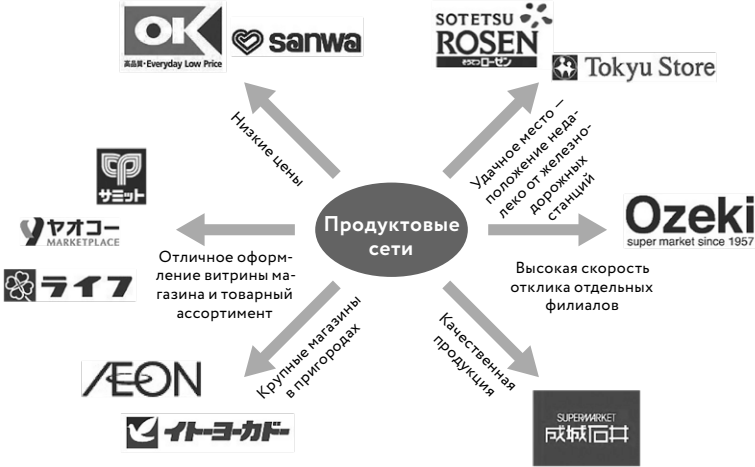 OK
高品質・Everyday Low Price
sanwa
SOTETSU
ROSEN
そうてつローゼン
Tokyu Store
Низкие цены
Удачное место —
положение неда-
леко от железно-
дорожных
станций
サミット
ヤオコー
MARKETPLACE
ライフ
Продуктовые
сети
Ozeki
super market since 1957
Отличное оформ-
ление витрины ма-
газина и товарный
ассортимент
Высокая скорость
отклика отдельных
филиалов
Крупные магазины
в пригородах
Качественная
продукция
ÆON
イトーヨーカドー
SUPERMARKET
成城石井